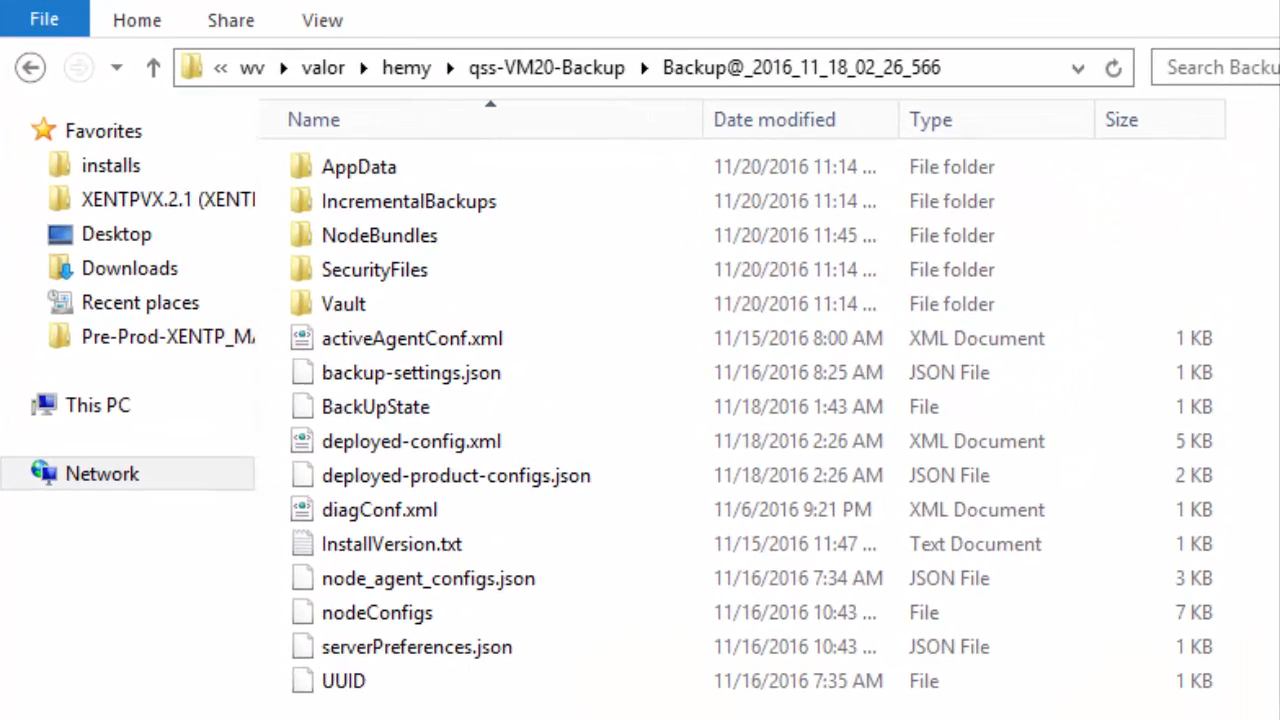 File Home Share View
« wv valor hemy qss-VM20-Backup Backup@_2016_11_18_02_26_566 Search Backu
Favorites
installs
XENTPVX.2.1 (XENTI
Desktop
Downloads
Recent places
Pre-Prod-XENTP_MA
This PC
Network
Name Date modified Type Size
AppData 11/20/2016 11:14 ... File folder
IncrementalBackups 11/20/2016 11:14 ... File folder
NodeBundles 11/20/2016 11:45 ... File folder
SecurityFiles 11/20/2016 11:14 ... File folder
Vault 11/20/2016 11:14 ... File folder
activeAgentConf.xml 11/15/2016 8:00 AM XML Document 1 KB
backup-settings.json 11/16/2016 8:25 AM JSON File 1 KB
BackUpState 11/18/2016 1:43 AM File 1 KB
deployed-config.xml 11/18/2016 2:26 AM XML Document 5 KB
deployed-product-configs.json 11/18/2016 2:26 AM JSON File 2 KB
diagConf.xml 11/6/2016 9:21 PM XML Document 1 KB
InstallVersion.txt 11/15/2016 11:47 ... Text Document 1 KB
node_agent_configs.json 11/16/2016 7:34 AM JSON File 3 KB
nodeConfigs 11/16/2016 10:43 ... File 7 KB
serverPreferences.json 11/16/2016 10:43 ... JSON File 1 KB
UUID 11/16/2016 7:35 AM File 1 KB